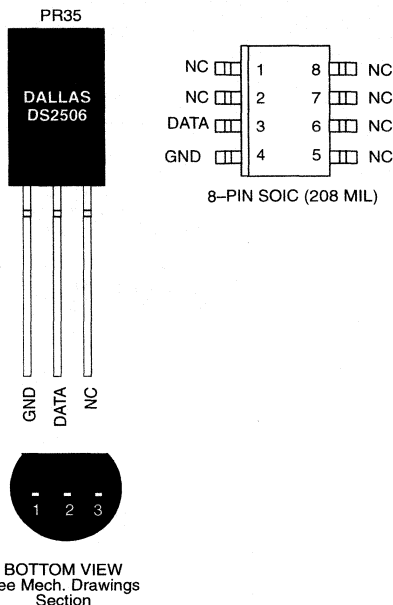 PR35
DALLAS
DS2506
GND
DATA
NC
1 2 3
BOTTOM VIEW
ee Mech. Drawings
Section
NC 1 8 NC
NC 2 7 NC
DATA 3 6 NC
GND 4 5 NC
8–PIN SOIC (208 MIL)